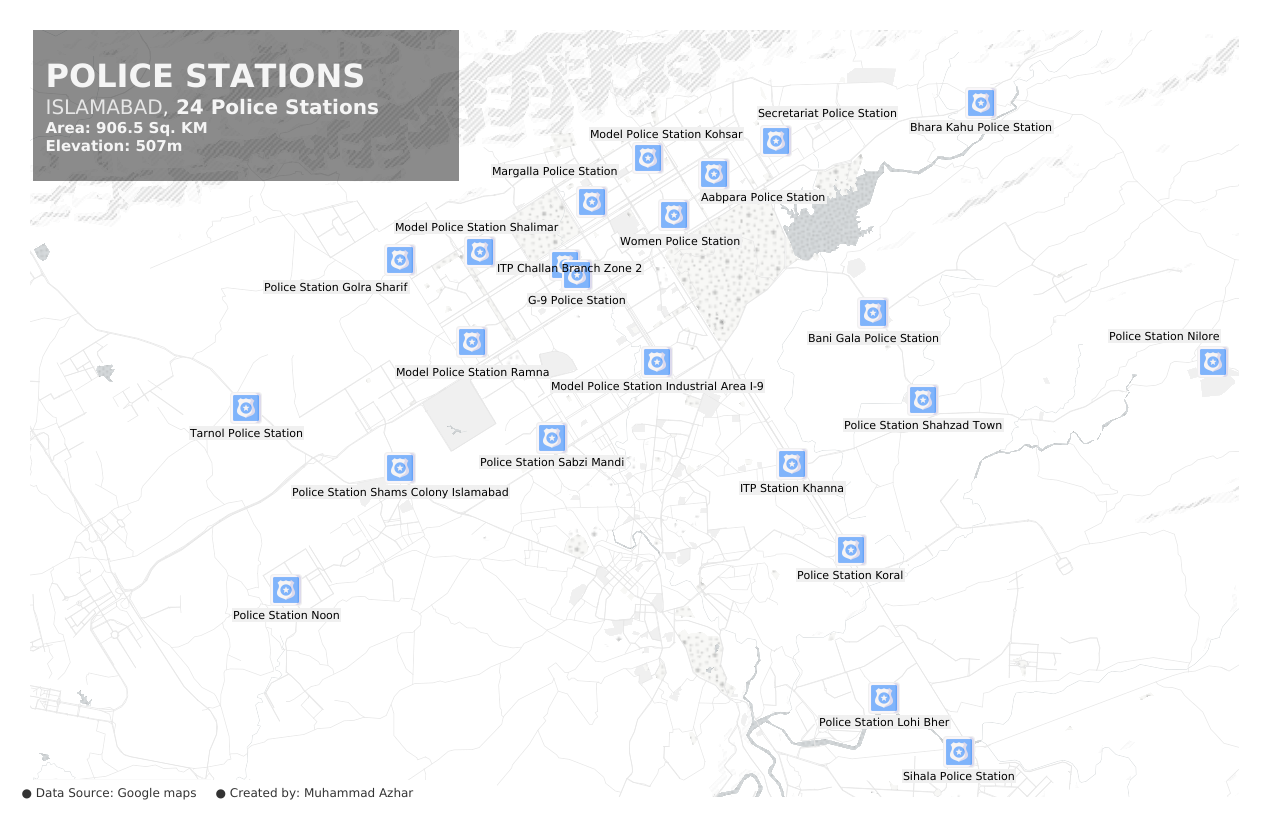 POLICE STATIONS
ISLAMABAD, 24 Police Stations
Area: 906.5 Sq. KM
Elevation: 507m
Secretariat Police Station
Bhara Kahu Police Station
Model Police Station Kohsar
Margalla Police Station
Aabpara Police Station
Model Police Station Shalimar
Women Police Station
ITP Challan Branch Zone 2
Police Station Golra Sharif
G-9 Police Station
Bani Gala Police Station
Police Station Nilore
Model Police Station Ramna
Model Police Station Industrial Area I-9
Police Station Shahzad Town
Tarnol Police Station
Police Station Sabzi Mandi
ITP Station Khanna
Police Station Shams Colony Islamabad
Police Station Koral
Police Station Noon
Police Station Lohi Bher
Sihala Police Station
● Data Source: Google maps ● Created by: Muhammad Azhar